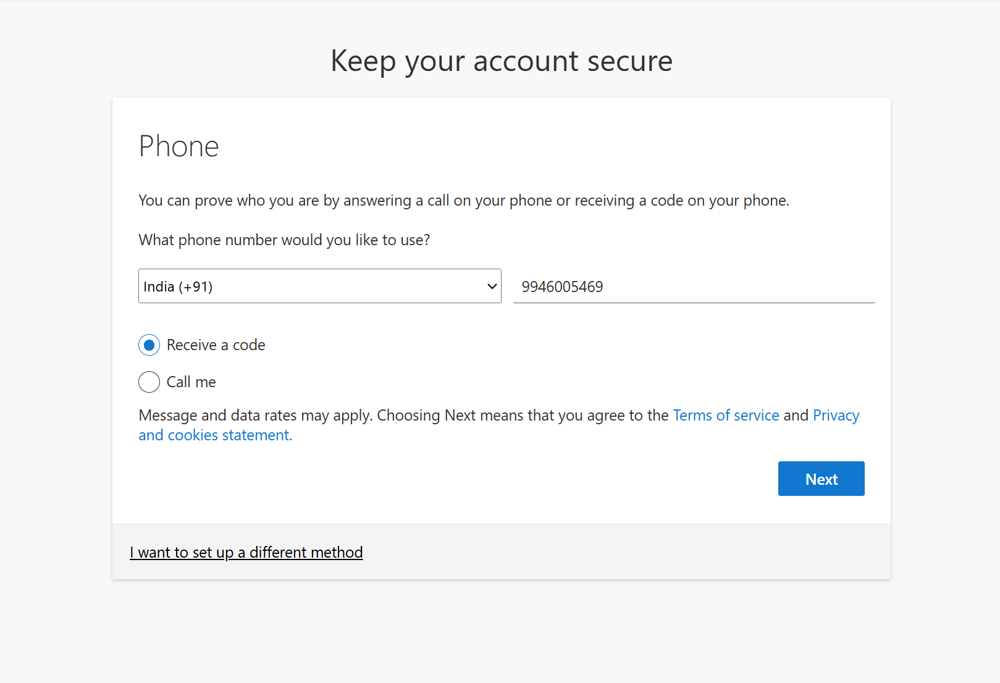 Keep your account secure
Phone
You can prove who you are by answering a call on your phone or receiving a code on your phone.
What phone number would you like to use?
India (+91) 9946005469
Receive a code
Call me
Message and data rates may apply. Choosing Next means that you agree to the Terms of service and Privacy
and cookies statement.
Next
I want to set up a different method